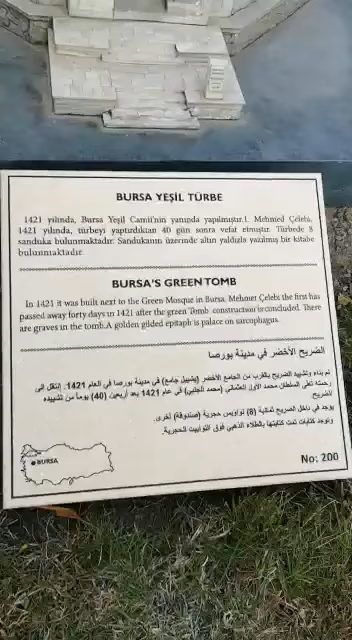 BURSA YEŞİL TÜRBE
1421 yılında, Bursa Yeşil Camii'nin yanında yapılmıştır.1. Mehmed Çelebi,
1421 yılında, türbeyi yaptırdıktan 40 gün sonra vefat etmiştir. Türbede 8
sanduka bulunmaktadır. Sandukanın üzerinde altın yaldızla yazılmış bir kitabe
bulunmaktadır.
BURSA'S GREEN TOMB
In 1421 it was built next to the Green Mosque in Bursa. Mehmet Çelebi the first has
passed away forty days in 1421 after the green Tomb construction is concluded. There
are graves in the tomb.A golden gilded epitaph is palace on sarcophagus.
الضريح الأخضر في مدينة بورصا
تم بناء وتشييد الضريح بالقرب من الجامع الأخضر (يشيل جامع) في مدينة بورصا في العام 1421. إنتقل إلى
رحمته تعالى السلطان محمد الأول العثماني (محمد الجلبي) في عام 1421 بعد أربعين (40) يوماً من تشييده
للضريح.
يوجد في داخل الضريح ثمانية (8) توابيس حجرية (صندوقة) أخرى.
وتوجد كتابات تمت كتابتها بالطلاء الذهبي فوق التوابيت الحجرية.
BURSA
No: 200